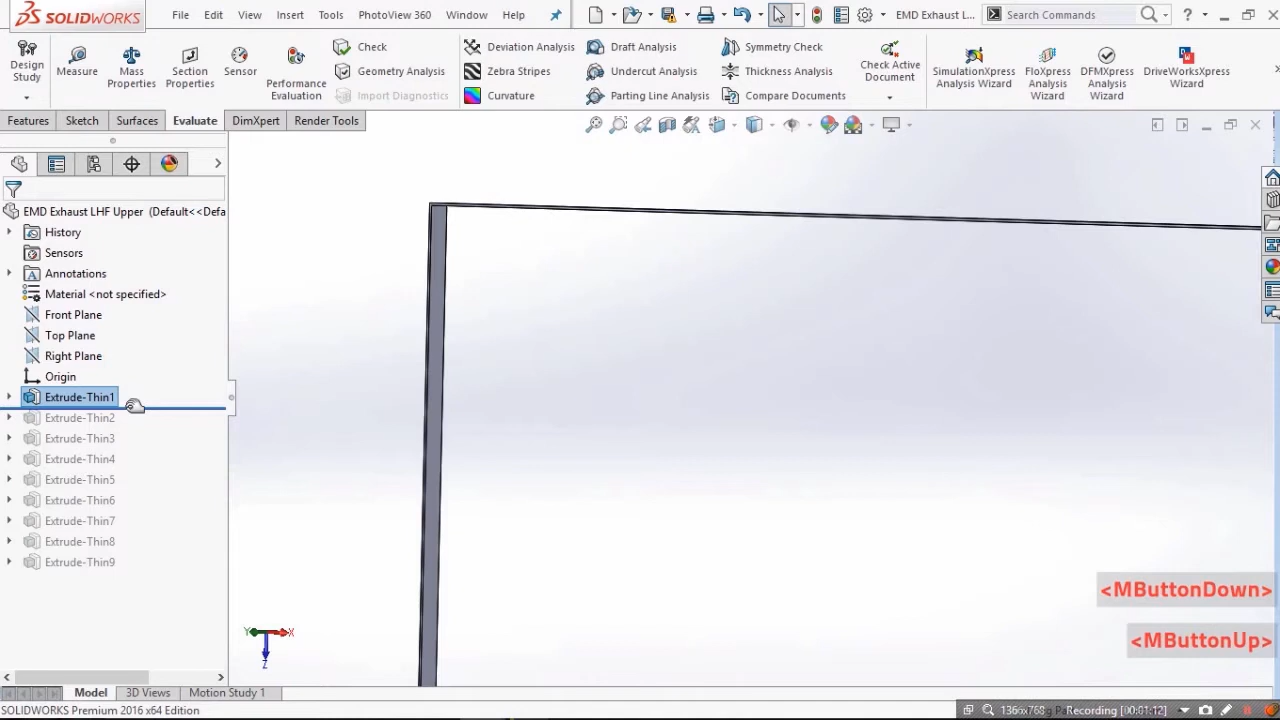 SOLIDWORKS
File Edit View Insert Tools PhotoView 360 Window Help
EMD Exhaust L...
Search Commands
Design Study
Measure
Mass Properties
Section Properties
Sensor
Performance Evaluation
Check
Geometry Analysis
Import Diagnostics
Deviation Analysis
Zebra Stripes
Curvature
Draft Analysis
Undercut Analysis
Parting Line Analysis
Symmetry Check
Thickness Analysis
Compare Documents
Check Active Document
SimulationXpress Analysis Wizard
FloXpress Analysis Wizard
DFMXpress Analysis Wizard
DriveWorksXpress Wizard
Features Sketch Surfaces Evaluate DimXpert Render Tools
EMD Exhaust LHF Upper (Default<<Defa
History
Sensors
Annotations
Material <not specified>
Front Plane
Top Plane
Right Plane
Origin
Extrude-Thin1
Extrude-Thin2
Extrude-Thin3
Extrude-Thin4
Extrude-Thin5
Extrude-Thin6
Extrude-Thin7
Extrude-Thin8
Extrude-Thin9
<MButtonDown>
<MButtonUp>
Y X
Z
Model 3D Views Motion Study 1
SOLIDWORKS Premium 2016 x64 Edition
1366x768
Recording [00:01:12]